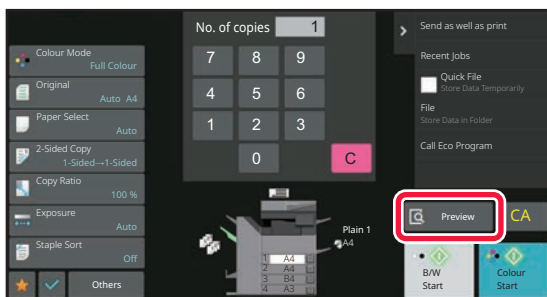 No. of copies 1
Colour Mode
Full Colour
Original
Auto A4
Paper Select
Auto
2-Sided Copy
1-Sided→1-Sided
Copy Ratio
100 %
Exposure
Auto
Staple Sort
Off
Others
7 8 9
4 5 6
1 2 3
0 C
Plain 1
A4
1 A4
2 A4
3 B4
4 A3
Send as well as print
Recent Jobs
Quick File
Store Data Temporarily
File
Store Data in Folder
Call Eco Program
Preview
CA
B/W
Start
Colour
Start